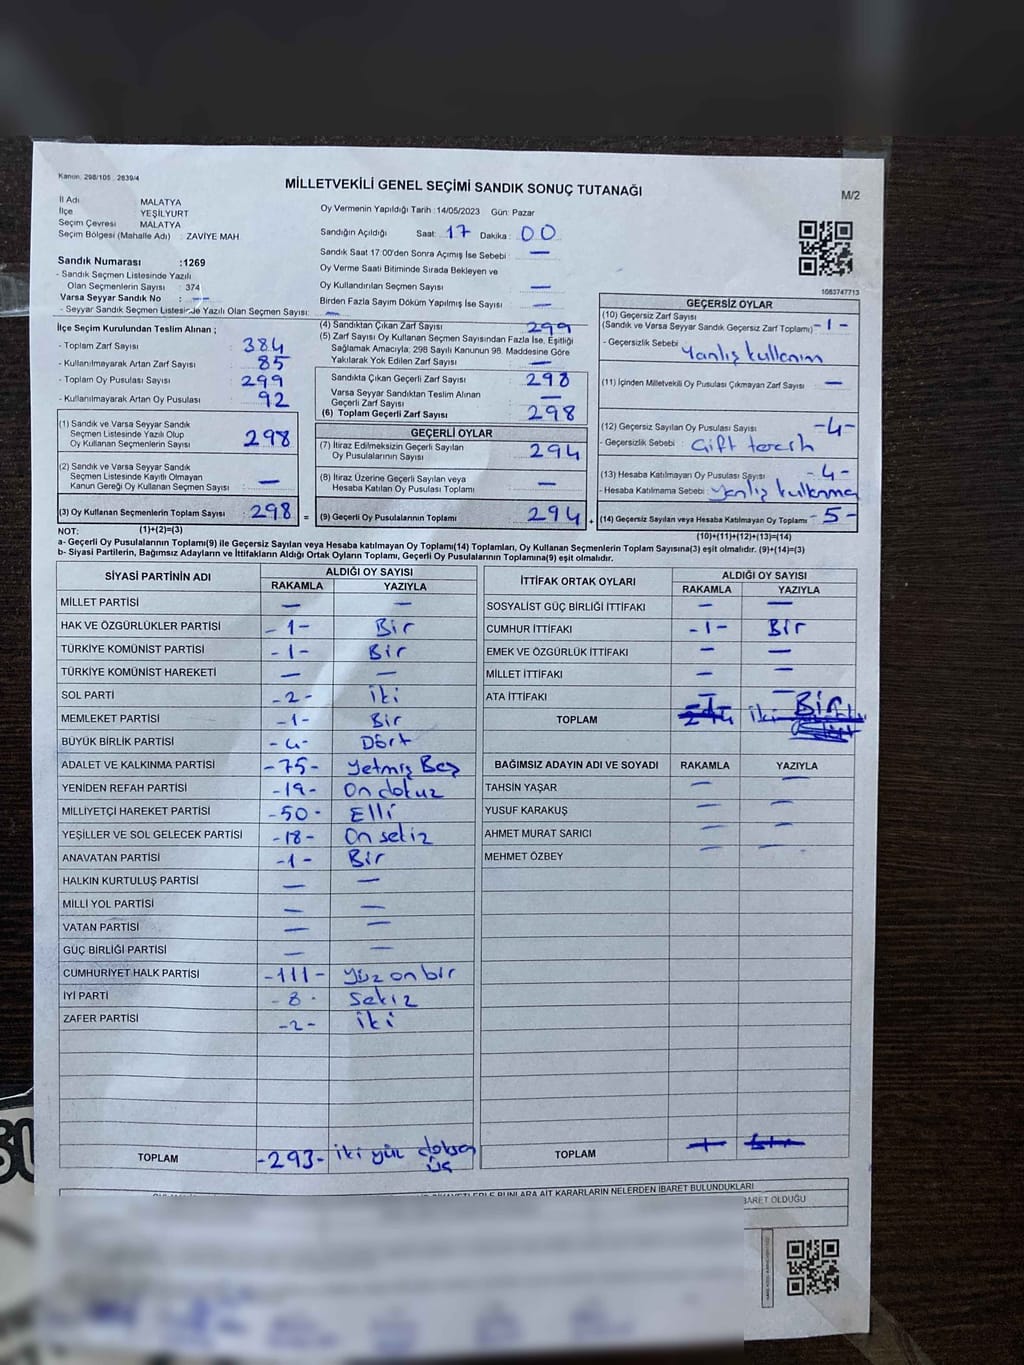 Kanun, 298/105 , 2839/4
MİLLETVEKİLİ GENEL SEÇİMİ SANDIK SONUÇ TUTANAĞI
M/2
İl Adı MALATYA
İlçe YEŞİLYURT
Seçim Çevresi MALATYA
Seçim Bölgesi (Mahalle Adı) : ZAVİYE MAH
Oy Vermenin Yapıldığı Tarih : 14/05/2023 Gün: Pazar
Sandığın Açıldığı Saat: 17 Dakika : 00
Sandık Saat 17:00'den Sonra Açımış İse Sebebi : —
Oy Verme Saati Bitiminde Sırada Bekleyen ve
Oy Kullandırılan Seçmen Sayısı : —
Birden Fazla Sayım Döküm Yapılmış İse Sayısı : —
1083747713
Sandık Numarası :1269
- Sandık Seçmen Listesinde Yazılı
Olan Seçmenlerin Sayısı : 374
Varsa Seyyar Sandık No : —
- Seyyar Sandık Seçmen Listesinde Yazılı Olan Seçmen Sayısı: —
İlçe Seçim Kurulundan Teslim Alınan ;
- Toplam Zarf Sayısı : 384
- Kullanılmayarak Artan Zarf Sayısı : 85
- Toplam Oy Pusulası Sayısı : 299
- Kullanılmayarak Artan Oy Pusulası : 92
(1) Sandık ve Varsa Seyyar Sandık
Seçmen Listesinde Yazılı Olup
Oy Kullanan Seçmenlerin Sayısı : 298
(2) Sandık ve Varsa Seyyar Sandık
Seçmen Listesinde Kayıtlı Olmayan
Kanun Gereği Oy Kullanan Seçmen Sayısı : —
(3) Oy Kullanan Seçmenlerin Toplam Sayısı : 298
(1)+(2)=(3)
(4) Sandıktan Çıkan Zarf Sayısı : 299
(5) Zarf Sayısı Oy Kullanan Seçmen Sayısından Fazla İse, Eşitliği
Sağlamak Amacıyla; 298 Sayılı Kanunun 98. Maddesine Göre
Yakılarak Yok Edilen Zarf Sayısı : —
Sandıkta Çıkan Geçerli Zarf Sayısı : 298
Varsa Seyyar Sandıktan Teslim Alınan
Geçerli Zarf Sayısı : —
(6) Toplam Geçerli Zarf Sayısı : 298
=
GEÇERLİ OYLAR
(7) İtiraz Edilmeksizin Geçerli Sayılan
Oy Pusulalarının Sayısı : 294
(8) İtiraz Üzerine Geçerli Sayılan veya
Hesaba Katılan Oy Pusulası Toplamı : —
(9) Geçerli Oy Pusulalarının Toplamı : 294
+
GEÇERSİZ OYLAR
(10) Geçersiz Zarf Sayısı
(Sandık ve Varsa Seyyar Sandık Geçersiz Zarf Toplamı) -1-
- Geçersizlik Sebebi : Yanlış kullanım
(11) İçinden Milletvekili Oy Pusulası Çıkmayan Zarf Sayısı : —
(12) Geçersiz Sayılan Oy Pusulası Sayısı -4-
- Geçersizlik Sebebi : Çift tercih
(13) Hesaba Katılmayan Oy Pusulası Sayısı -4-
- Hesaba Katılmama Sebebi : yanlış kullanma
(14) Geçersiz Sayılan veya Hesaba Katılmayan Oy Toplamı -5-
(10)+(11)+(12)+(13)=(14)
NOT:
a- Geçerli Oy Pusulalarının Toplamı(9) ile Geçersiz Sayılan veya Hesaba katılmayan Oy Toplamı(14) Toplamları, Oy Kullanan Seçmenlerin Toplam Sayısına(3) eşit olmalıdır. (9)+(14)=(3)
b- Siyasi Partilerin, Bağımsız Adayların ve İttifakların Aldığı Ortak Oyların Toplamı, Geçerli Oy Pusulalarının Toplamına(9) eşit olmalıdır.
SİYASİ PARTİNİN ADI ALDIĞI OY SAYISI
RAKAMLA YAZIYLA
MİLLET PARTİSİ — —
HAK VE ÖZGÜRLÜKLER PARTİSİ -1- Bir
TÜRKİYE KOMÜNİST PARTİSİ -1- Bir
TÜRKİYE KOMÜNİST HAREKETİ — —
SOL PARTİ -2- iki
MEMLEKET PARTİSİ -1- Bir
BÜYÜK BİRLİK PARTİSİ -4- Dört
ADALET VE KALKINMA PARTİSİ -75- Yetmiş Beş
YENİDEN REFAH PARTİSİ -19- On dokuz
MİLLİYETÇİ HAREKET PARTİSİ -50- Elli
YEŞİLLER VE SOL GELECEK PARTİ -18- On sekiz
ANAVATAN PARTİSİ -1- Bir
HALKIN KURTULUŞ PARTİSİ — —
MİLLİ YOL PARTİSİ — —
VATAN PARTİSİ — —
GÜÇ BİRLİĞİ PARTİSİ — —
CUMHURİYET HALK PARTİSİ -111- Yüz on bir
İYİ PARTİ -8- Sekiz
ZAFER PARTİSİ -2- iki
TOPLAM -293- iki yüz doksan
üç
İTTİFAK ORTAK OYLARI ALDIĞI OY SAYISI
RAKAMLA YAZIYLA
SOSYALİST GÜÇ BİRLİĞİ İTTİFAKI — —
CUMHUR İTTİFAKI -1- Bir
EMEK VE ÖZGÜRLÜK İTTİFAKI — —
MİLLET İTTİFAKI — —
ATA İTTİFAKI — —
TOPLAM iki Bir
BAĞIMSIZ ADAYIN ADI VE SOYADI RAKAMLA YAZIYLA
TAHSİN YAŞAR — —
YUSUF KARAKUŞ — —
AHMET MURAT SARICI — —
MEHMET ÖZBEY — —
TOPLAM
BUNLARA AİT KARARLARIN NELERDEN İBARET BULUNDUKLARI
OLDUĞU